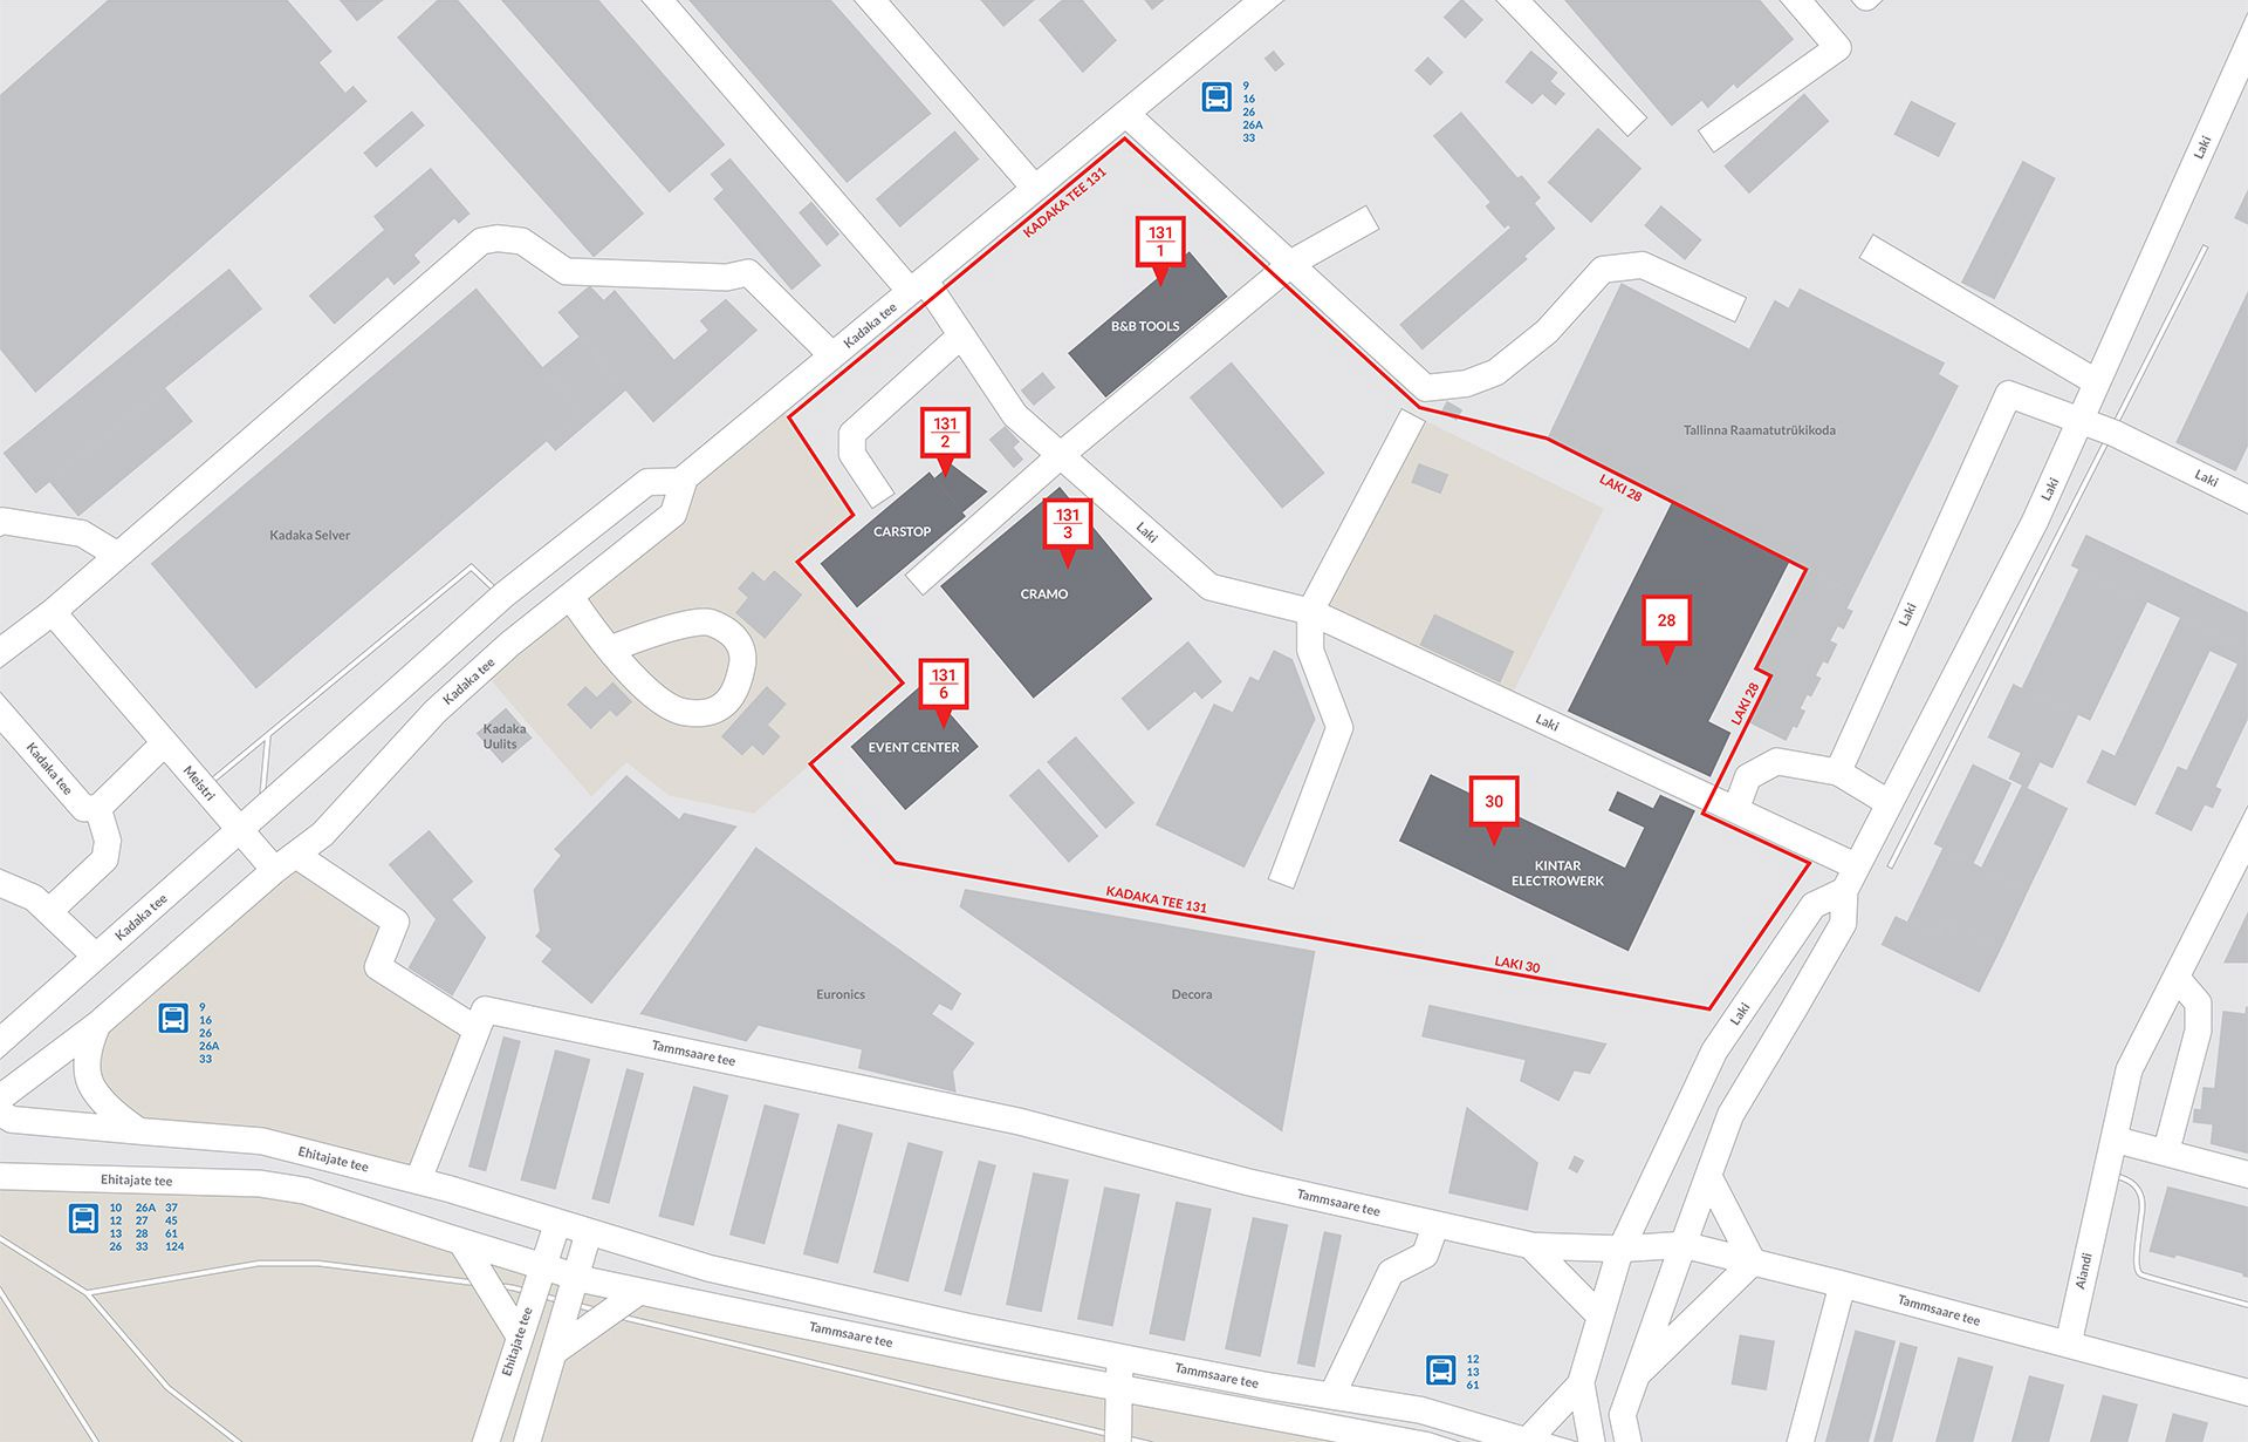 9
16
26
26A
33
Laki
KADAKA TEE 131
131
1
B&B TOOLS
Kadaka tee
131
2
CARSTOP
131
3
CRAMO
Laki
Tallinna Raamatutrükikoda
LAKI 28
Laki
Laki
Kadaka Selver
28
Laki
131
6
EVENT CENTER
Kadaka tee
Kadaka
Uulits
LAKI 28
Laki
Kadaka tee
Meistri
30
KINTAR
ELECTROWERK
KADAKA TEE 131
Kadaka tee
LAKI 30
Euronics
Decora
Laki
9
16
26
26A
33
Tammsaare tee
Ehitajate tee
Ehitajate tee
10 26A 37
12 27 45
13 28 61
26 33 124
Tammsaare tee
Aiandi
Tammsaare tee
Ehitajate tee
Tammsaare tee
Tammsaare tee
12
13
61